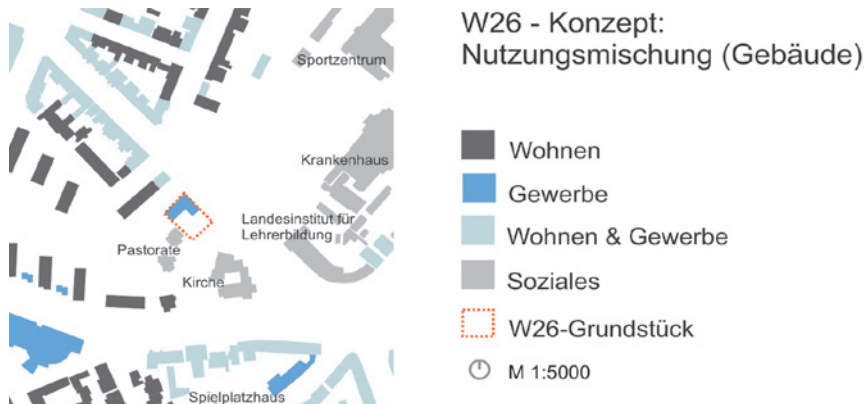 Sportzentrum
Krankenhaus
Landesinstitut für
Lehrerbildung
Pastorate
Kirche
Spielplatzhaus
W26 - Konzept:
Nutzungsmischung (Gebäude)
Wohnen
Gewerbe
Wohnen & Gewerbe
Soziales
W26-Grundstück
M 1:5000